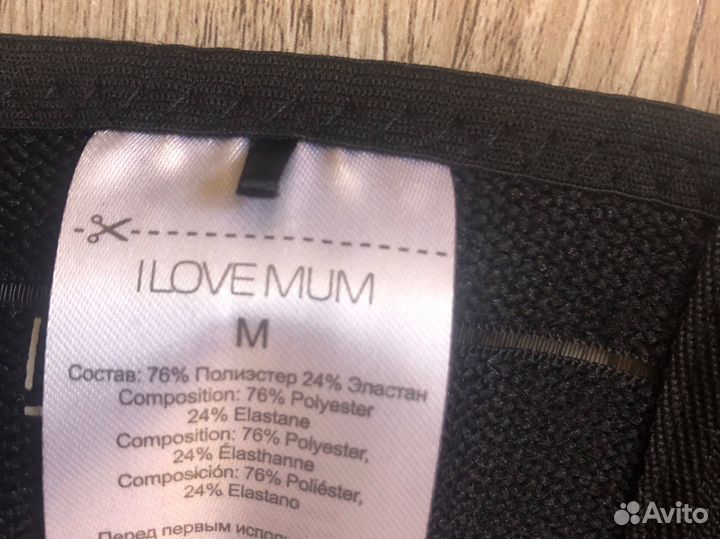 I LOVE MUM
M
Состав: 76% Полиэстер 24% Эластан
Composition: 76% Polyester
24% Elastane
Composition: 76% Polyester,
24% Élasthanne
Composición: 76% Poliéster,
24% Elastano
Перед первым
Avito